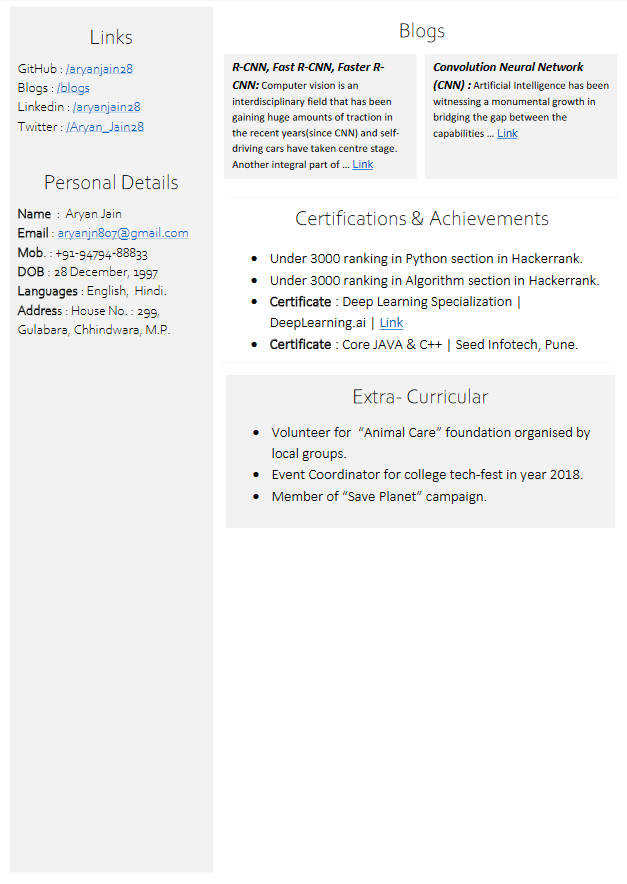 Links
GitHub : /aryanjain28
Blogs : /blogs
Linkedin : /aryanjain28
Twitter : /Aryan_Jain28
Personal Details
Name : Aryan Jain
Email : aryanjn807@gmail.com
Mob. : +91-94794-88833
DOB : 28 December, 1997
Languages : English, Hindi.
Address : House No. : 299,
Gulabara, Chhindwara, M.P.
Blogs
R-CNN, Fast R-CNN, Faster R-
CNN: Computer vision is an
interdisciplinary field that has been
gaining huge amounts of traction in
the recent years(since CNN) and self-
driving cars have taken centre stage.
Another integral part of ... Link
Convolution Neural Network
(CNN) : Artificial Intelligence has been
witnessing a monumental growth in
bridging the gap between the
capabilities ... Link
Certifications & Achievements
• Under 3000 ranking in Python section in Hackerrank.
• Under 3000 ranking in Algorithm section in Hackerrank.
• Certificate : Deep Learning Specialization |
DeepLearning.ai | Link
• Certificate : Core JAVA & C++ | Seed Infotech, Pune.
Extra- Curricular
• Volunteer for “Animal Care” foundation organised by
local groups.
• Event Coordinator for college tech-fest in year 2018.
• Member of “Save Planet” campaign.